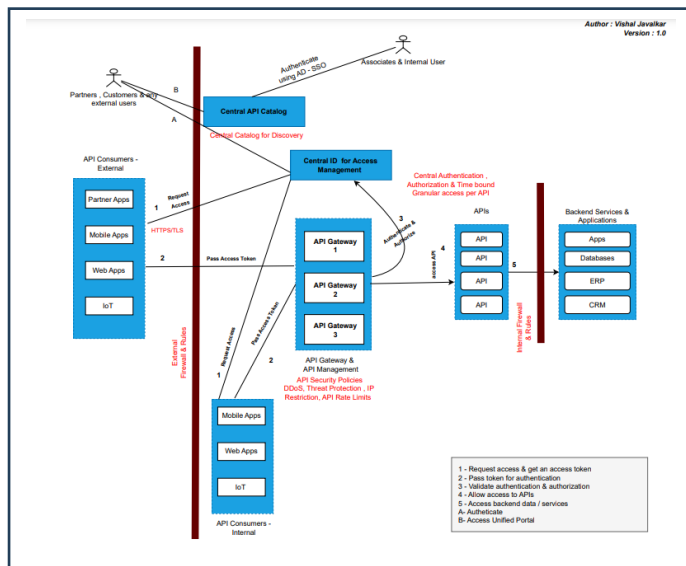 Author : Vishal Javalkar
Version : 1.0
Associates & Internal User
Authenticate
using AD - SSO
Partners , Customers & any
external users
B
A
Central API Catalog
Central Catalog for Discovery
Central ID for Access
Management
Central Authentication ,
Authorization & Time bound
Granular access per API
API Consumers -
External
Partner Apps
Mobile Apps
Web Apps
IoT
1
Request
Access
HTTPS/TLS
2
Pass Access Token
External
Firewall & Rules
API Gateway
1
API Gateway
2
API Gateway
3
3
Authenticate &
Authorize
API Gateway &
API Management
API Security Policies
DDoS, Threat Protection , IP
Restriction, API Rate Limits
4
access API
APIs
API
API
API
API
5
Internal Firewall
& Rules
Backend Services &
Applications
Apps
Databases
ERP
CRM
1
Request Access
2
Pass Access Token
Mobile Apps
Web Apps
IoT
API Consumers -
Internal
1 - Request access & get an access token
2 - Pass token for authentication
3 - Validate authentication & authorization
4 - Allow access to APIs
5 - Access backend data / services
A- Autheticate
B- Access Unified Portal